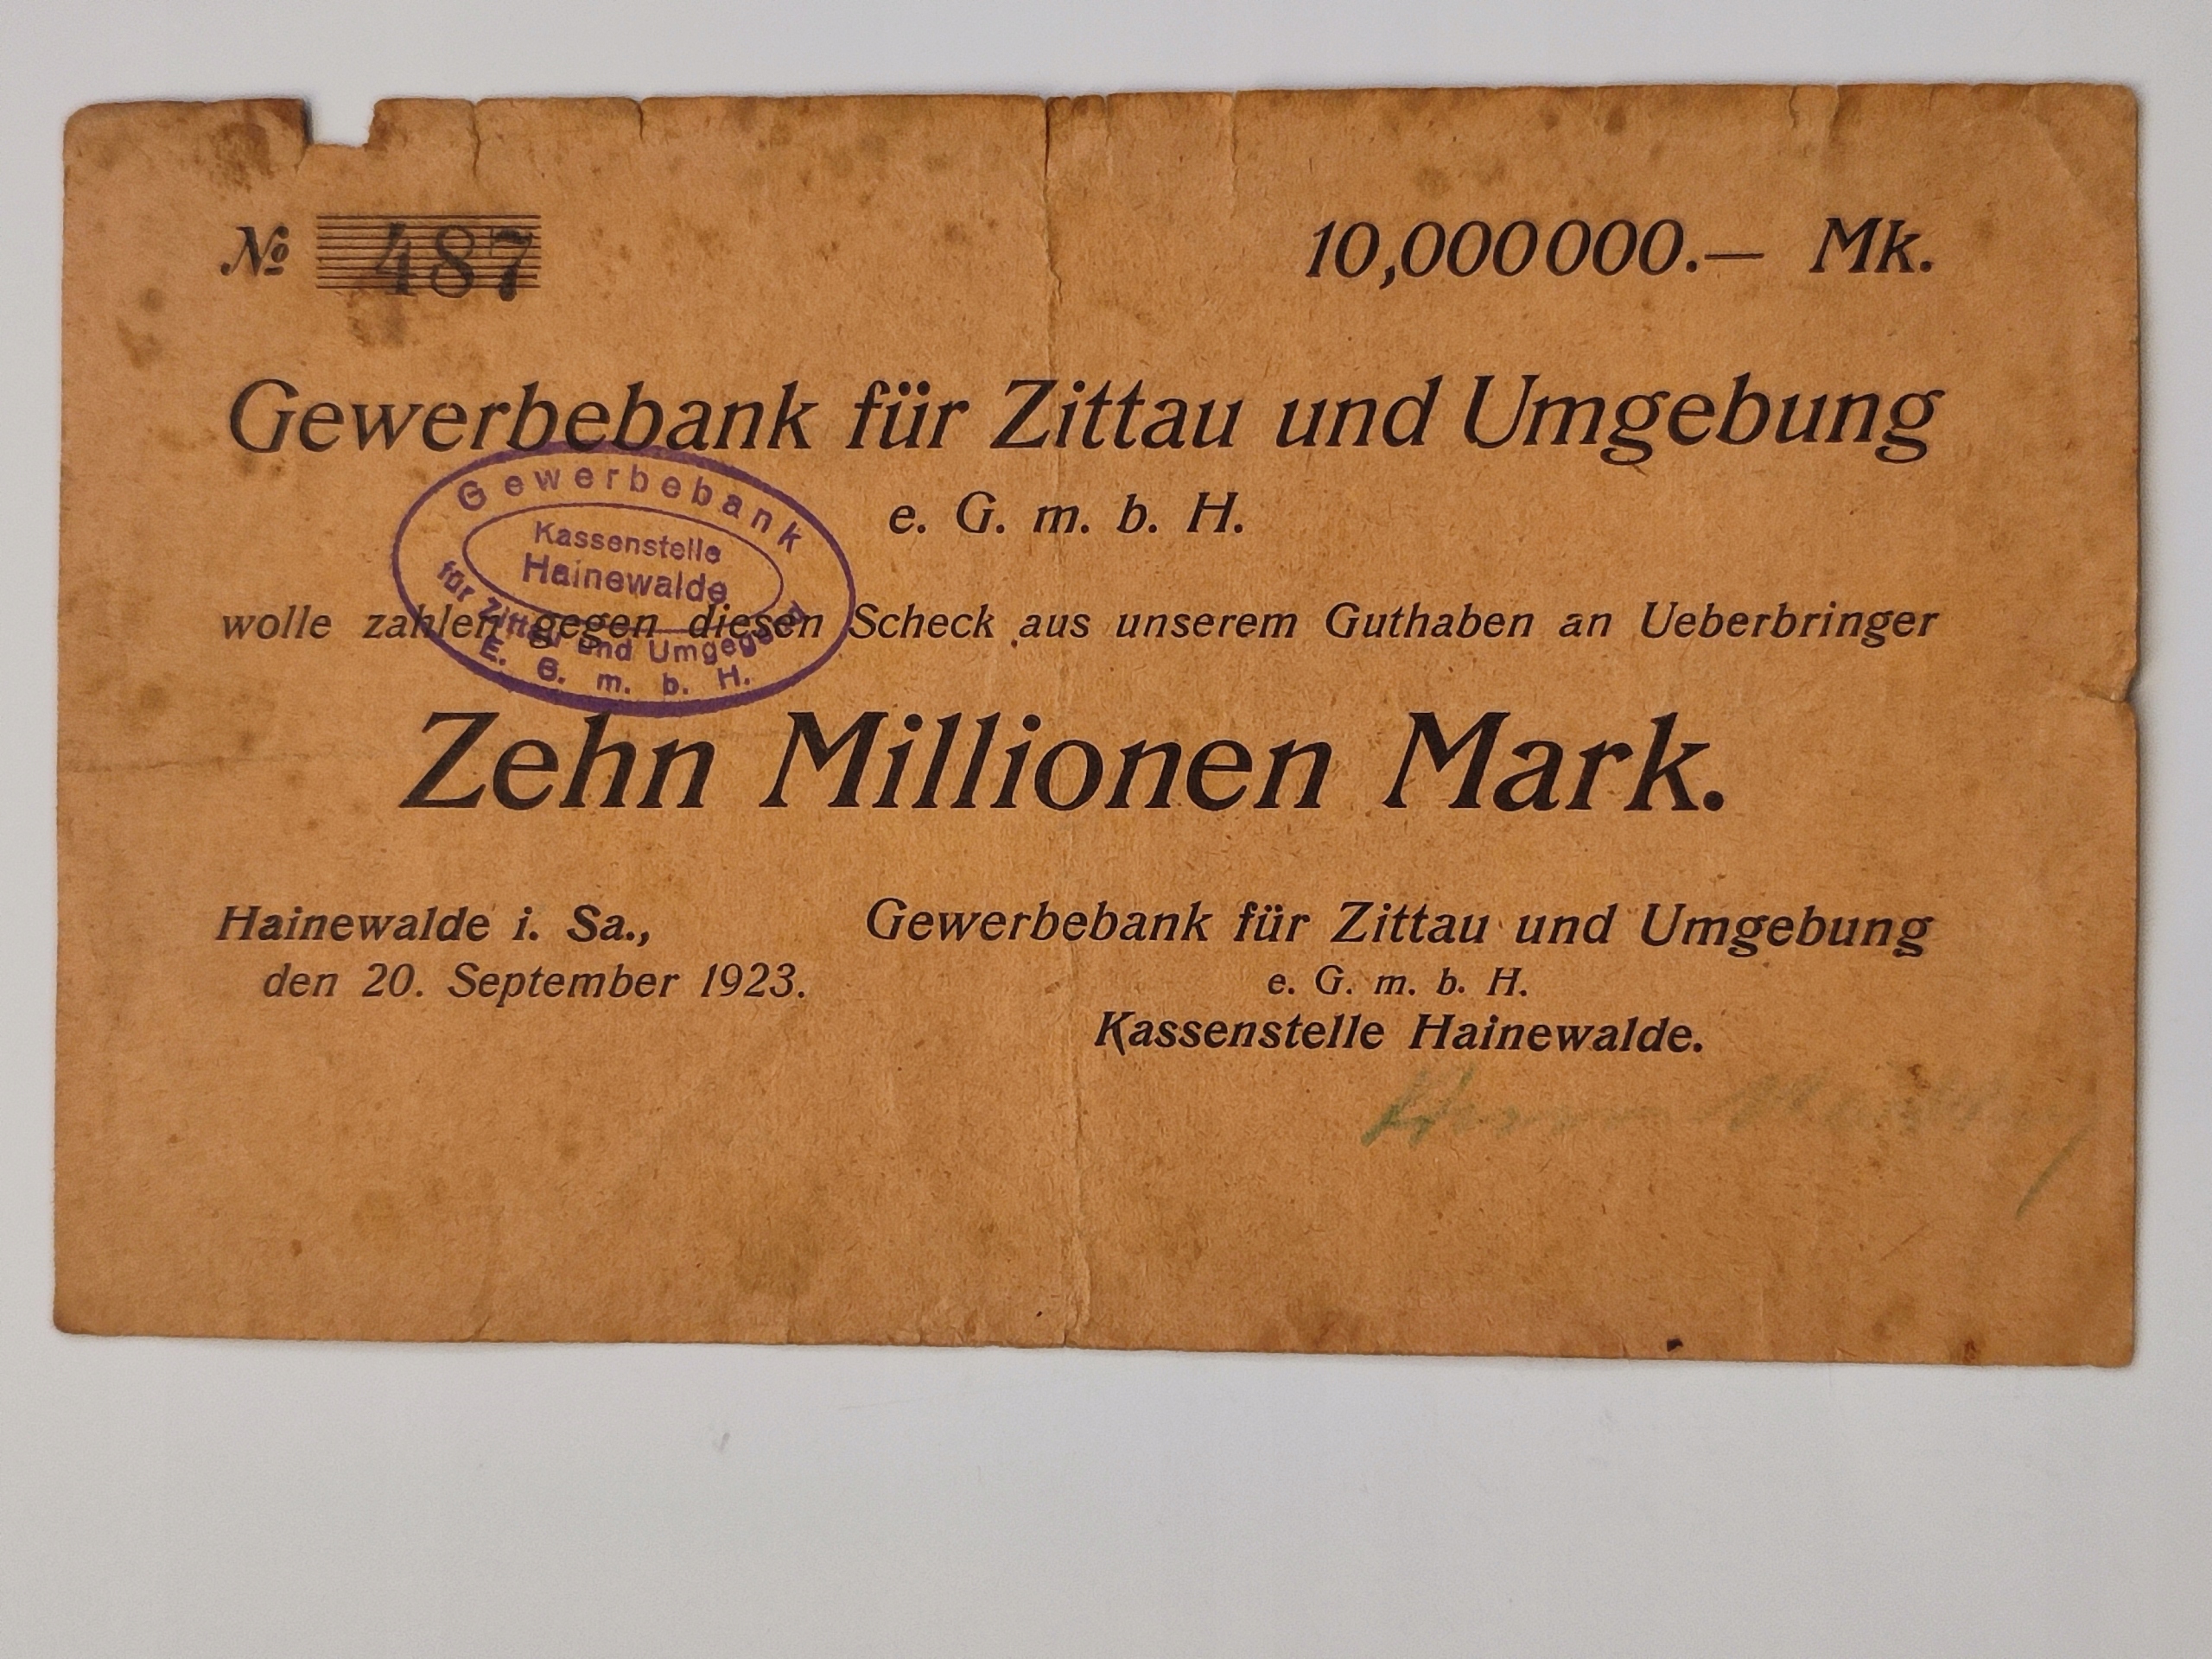 № 487
10,000000.— Mk.
Gewerbebank für Zittau und Umgebung
e. G. m. b. H.
Gewerbebank
Kassenstelle
Hainewalde
für Zittau und Umgegend
E. G. m. b. H.
wolle zahlen gegen diesen Scheck aus unserem Guthaben an Ueberbringer
Zehn Millionen Mark.
Hainewalde i. Sa.,
den 20. September 1923.
Gewerbebank für Zittau und Umgebung
e. G. m. b. H.
Kassenstelle Hainewalde.